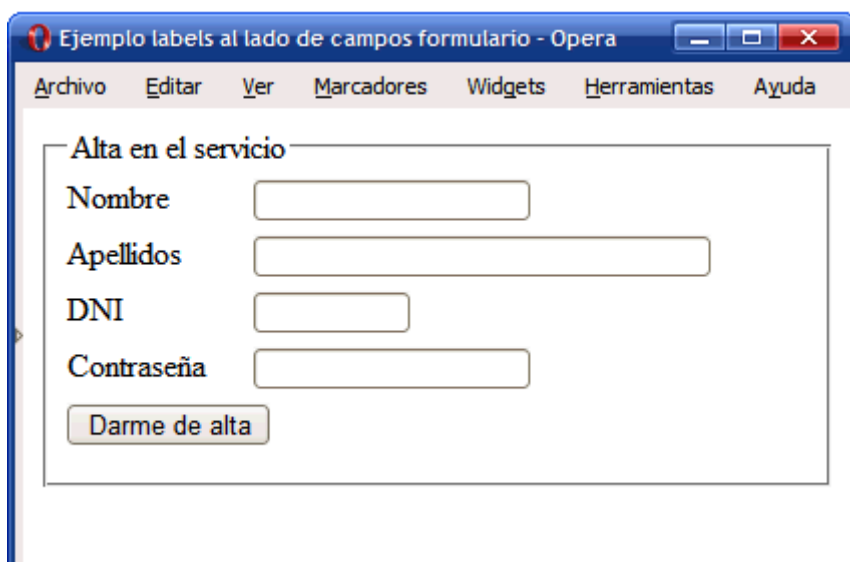 Ejemplo labels al lado de campos formulario - Opera
Archivo Editar Ver Marcadores Widgets Herramientas Ayuda
Alta en el servicio
Nombre
Apellidos
DNI
Contraseña
Darme de alta